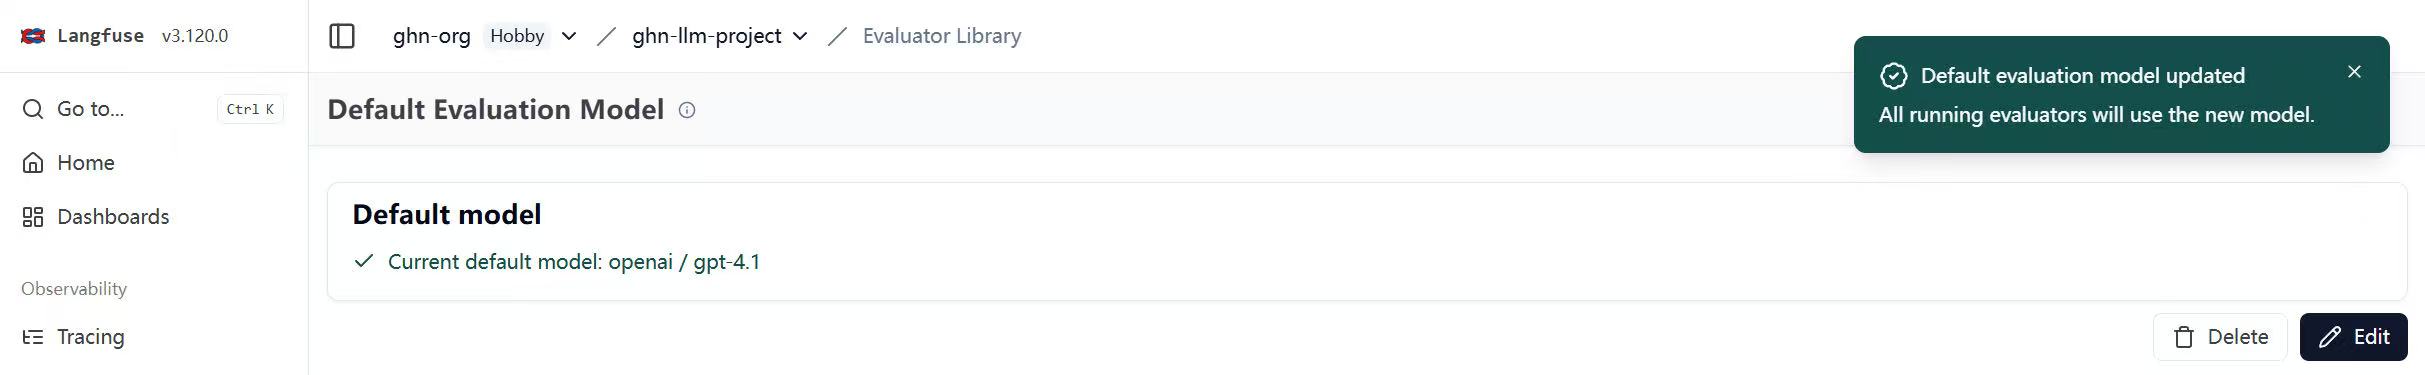 Langfuse v3.120.0
ghn-org Hobby / ghn-llm-project / Evaluator Library
Go to... Ctrl K
Home
Dashboards
Observability
Tracing
Default Evaluation Model
Default evaluation model updated
All running evaluators will use the new model.
Default model
Current default model: openai / gpt-4.1
Delete Edit